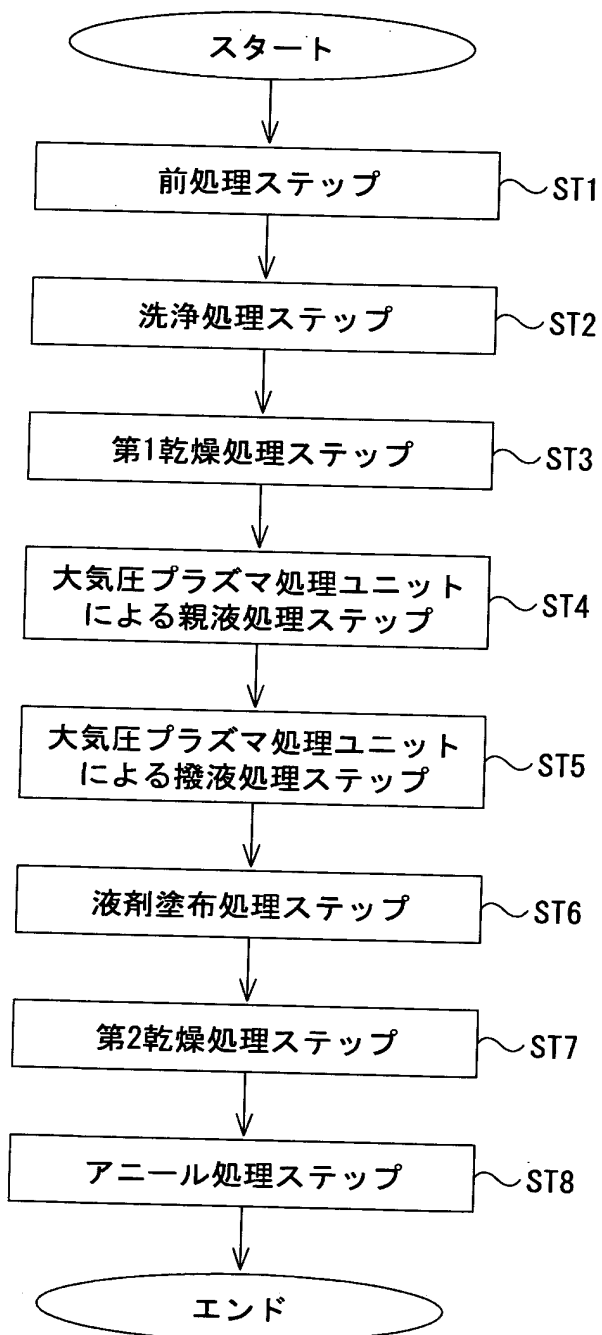 スタート
前処理ステップ
ST1
洗浄処理ステップ
ST2
第1乾燥処理ステップ
ST3
大気圧プラズマ処理ユニット
による親液処理ステップ
ST4
大気圧プラズマ処理ユニット
による撥液処理ステップ
ST5
液剤塗布処理ステップ
ST6
第2乾燥処理ステップ
ST7
アニール処理ステップ
ST8
エンド